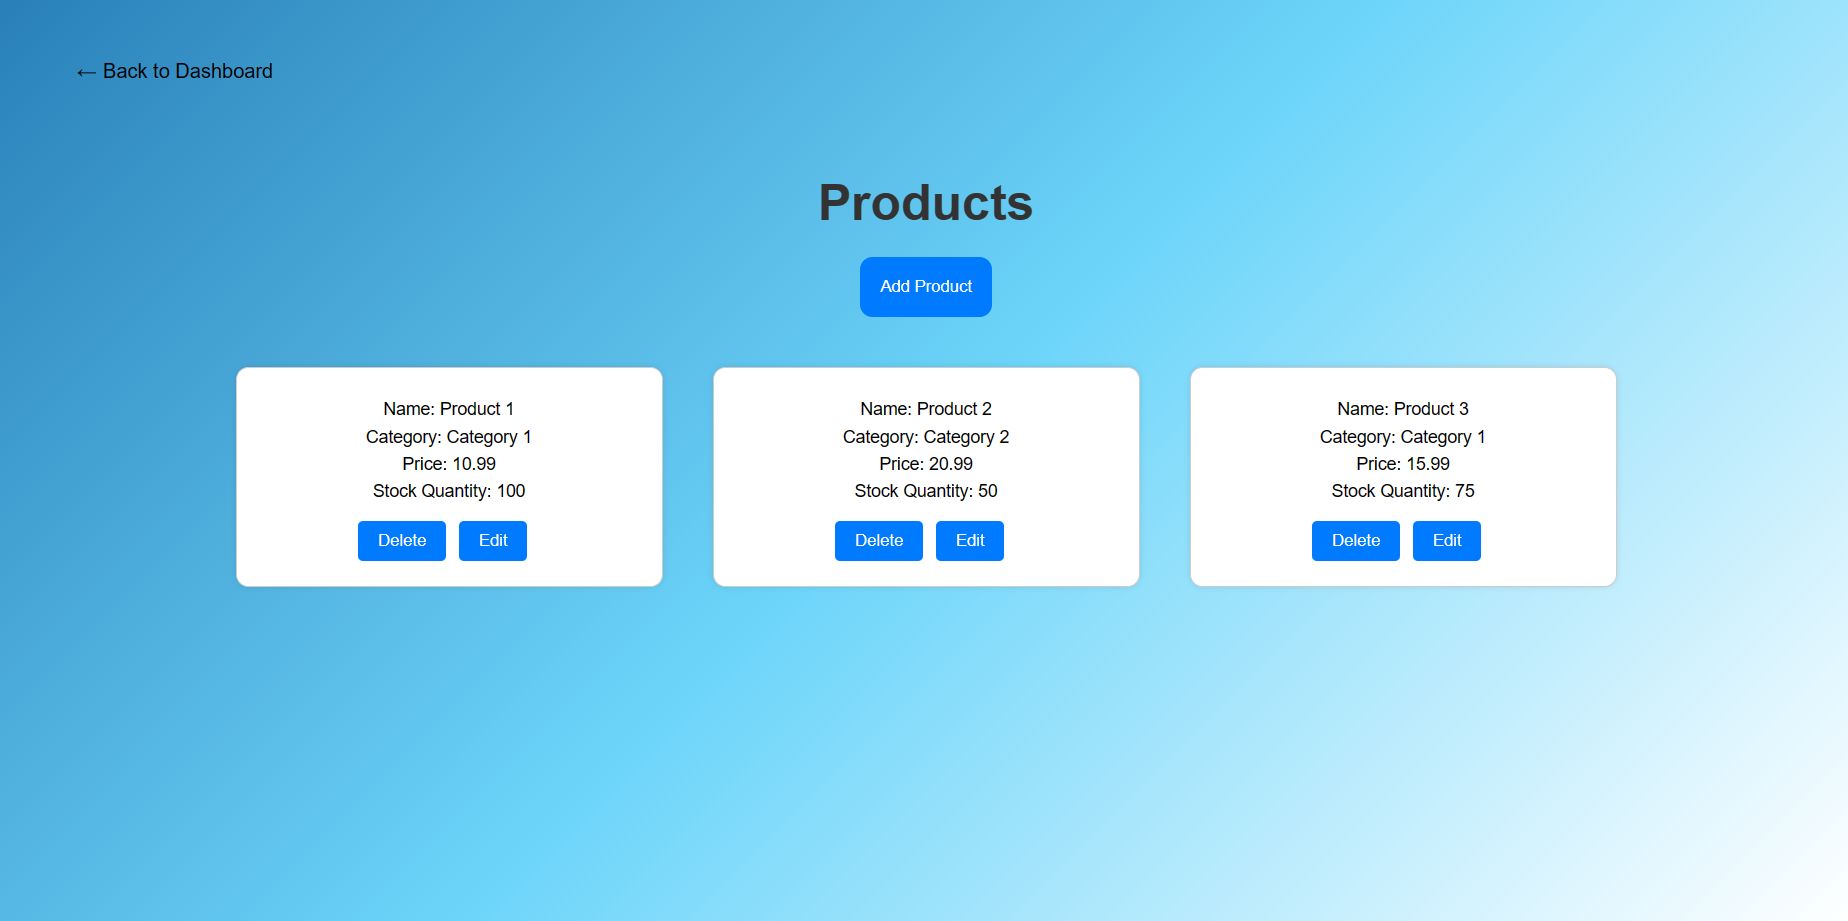 ← Back to Dashboard
Products
Add Product
Name: Product 1
Category: Category 1
Price: 10.99
Stock Quantity: 100
Delete Edit
Name: Product 2
Category: Category 2
Price: 20.99
Stock Quantity: 50
Delete Edit
Name: Product 3
Category: Category 1
Price: 15.99
Stock Quantity: 75
Delete Edit